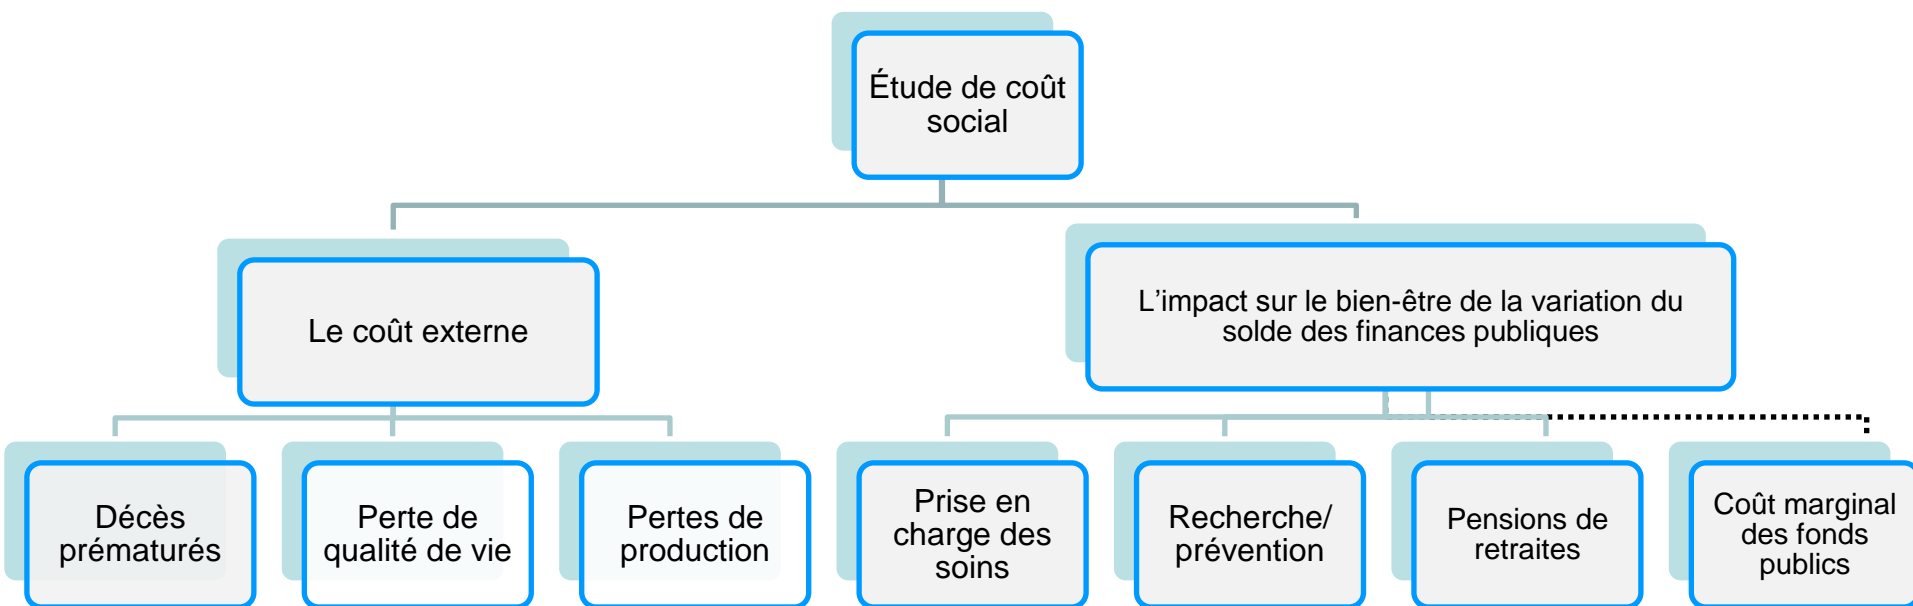 Étude de coût
social
Le coût externe
L’impact sur le bien-être de la variation du
solde des finances publiques
Décès
prématurés
Perte de
qualité de vie
Pertes de
production
Prise en
charge des
soins
Recherche/
prévention
Pensions de
retraites
Coût marginal
des fonds
publics